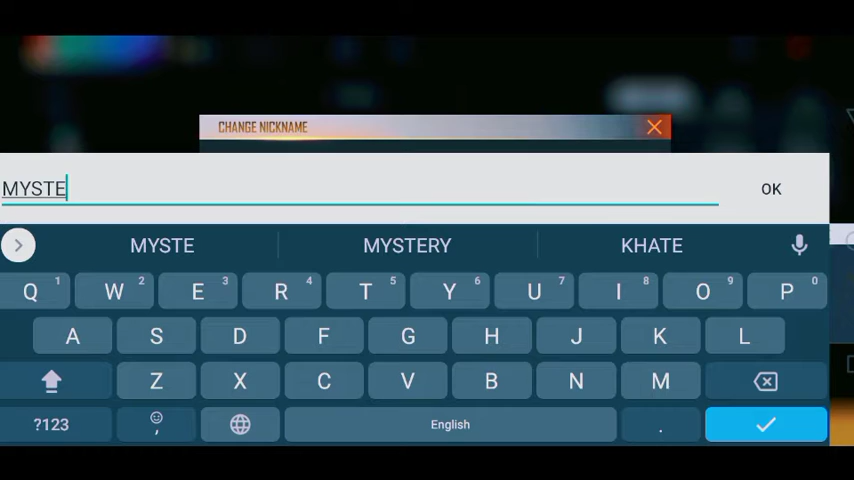 CHANGE NICKNAME
MYSTE
OK
MYSTE MYSTERY KHATE
Q 1 W 2 E 3 R 4 T 5 Y 6 U 7 I 8 O 9 P 0
A S D F G H J K L
Z X C V B N M
?123 , English .